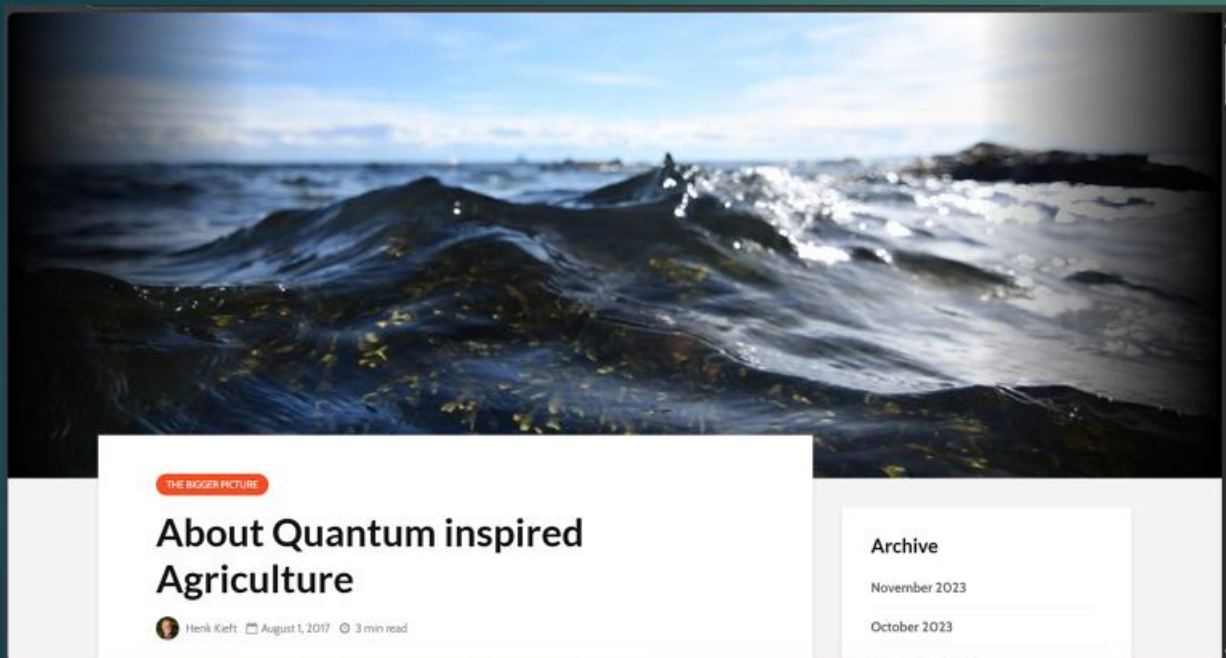 THE BIGGER PICTURE
About Quantum inspired
Agriculture
Henk Kieft August 1, 2017 3 min read
Archive
November 2023
October 2023